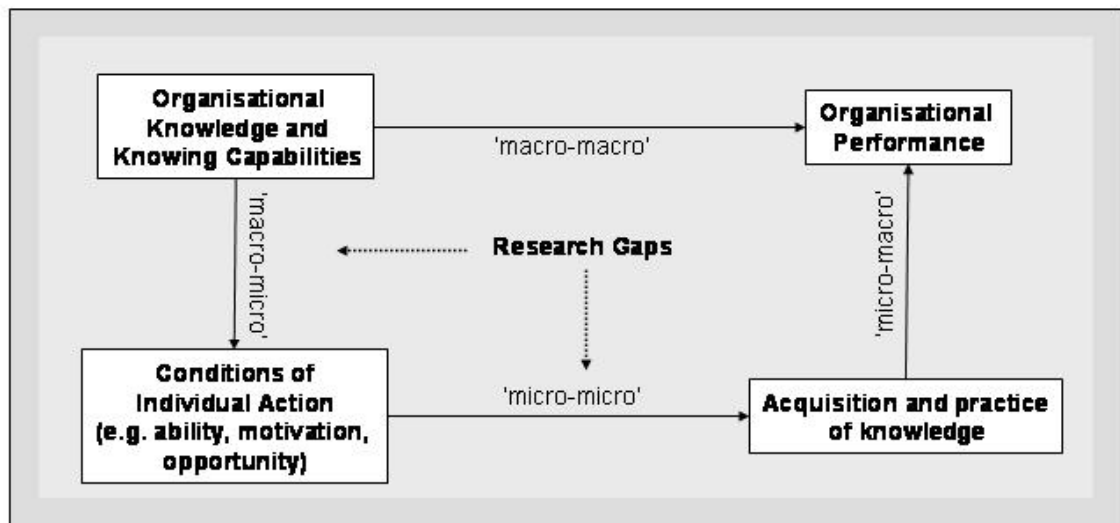 Organisational
Knowledge and
Knowing Capabilities
'macro-macro'
Organisational
Performance
'macro-micro'
Research Gaps
'micro-macro'
Conditions of
Individual Action
(e.g. ability, motivation,
opportunity)
'micro-micro'
Acquisition and practice
of knowledge